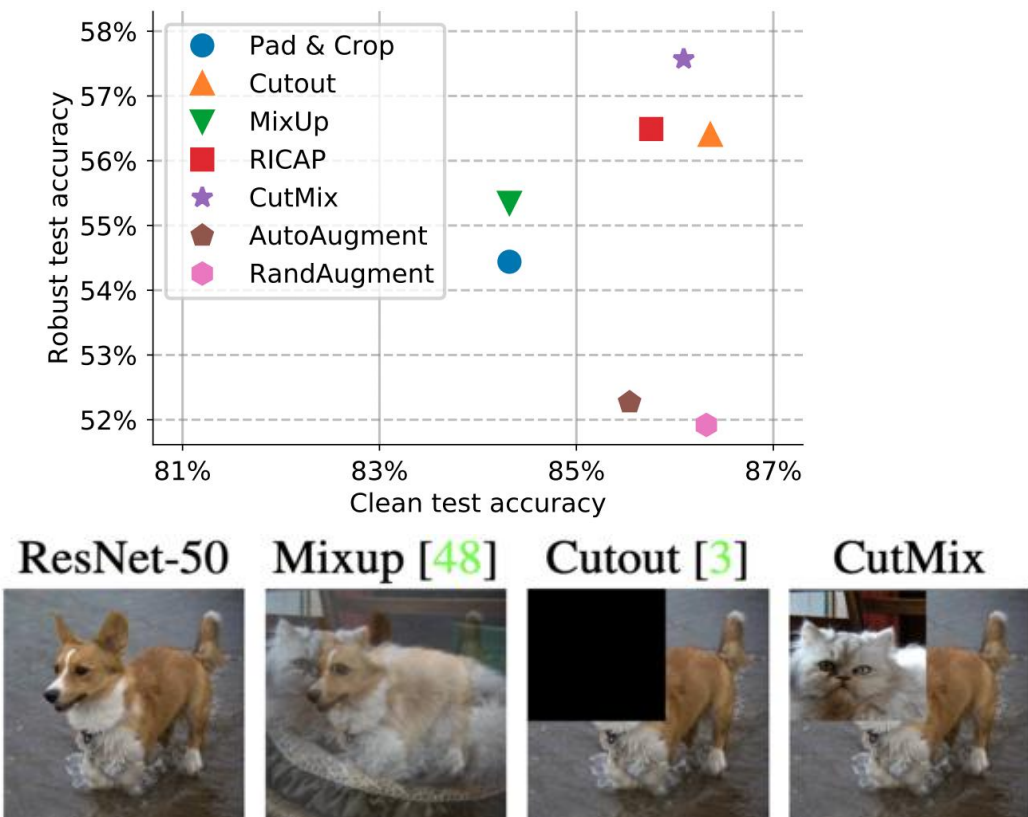 58%
57%
56%
55%
54%
53%
52%
Robust test accuracy
Pad & Crop
Cutout
MixUp
RICAP
CutMix
AutoAugment
RandAugment
81% 83% 85% 87%
Clean test accuracy
ResNet-50 Mixup [48] Cutout [3] CutMix